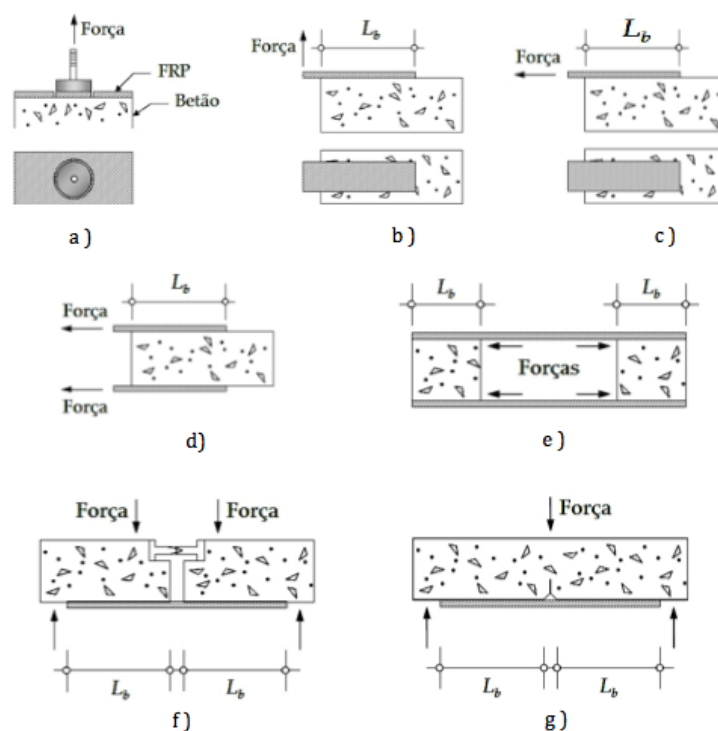 Força
FRP
Betão
a )
Força
L_b
b )
Força
L_b
c )
L_b
Força
Força
d)
L_b
L_b
Forças
e )
Força
Força
L_b
L_b
f )
Força
L_b
L_b
g )